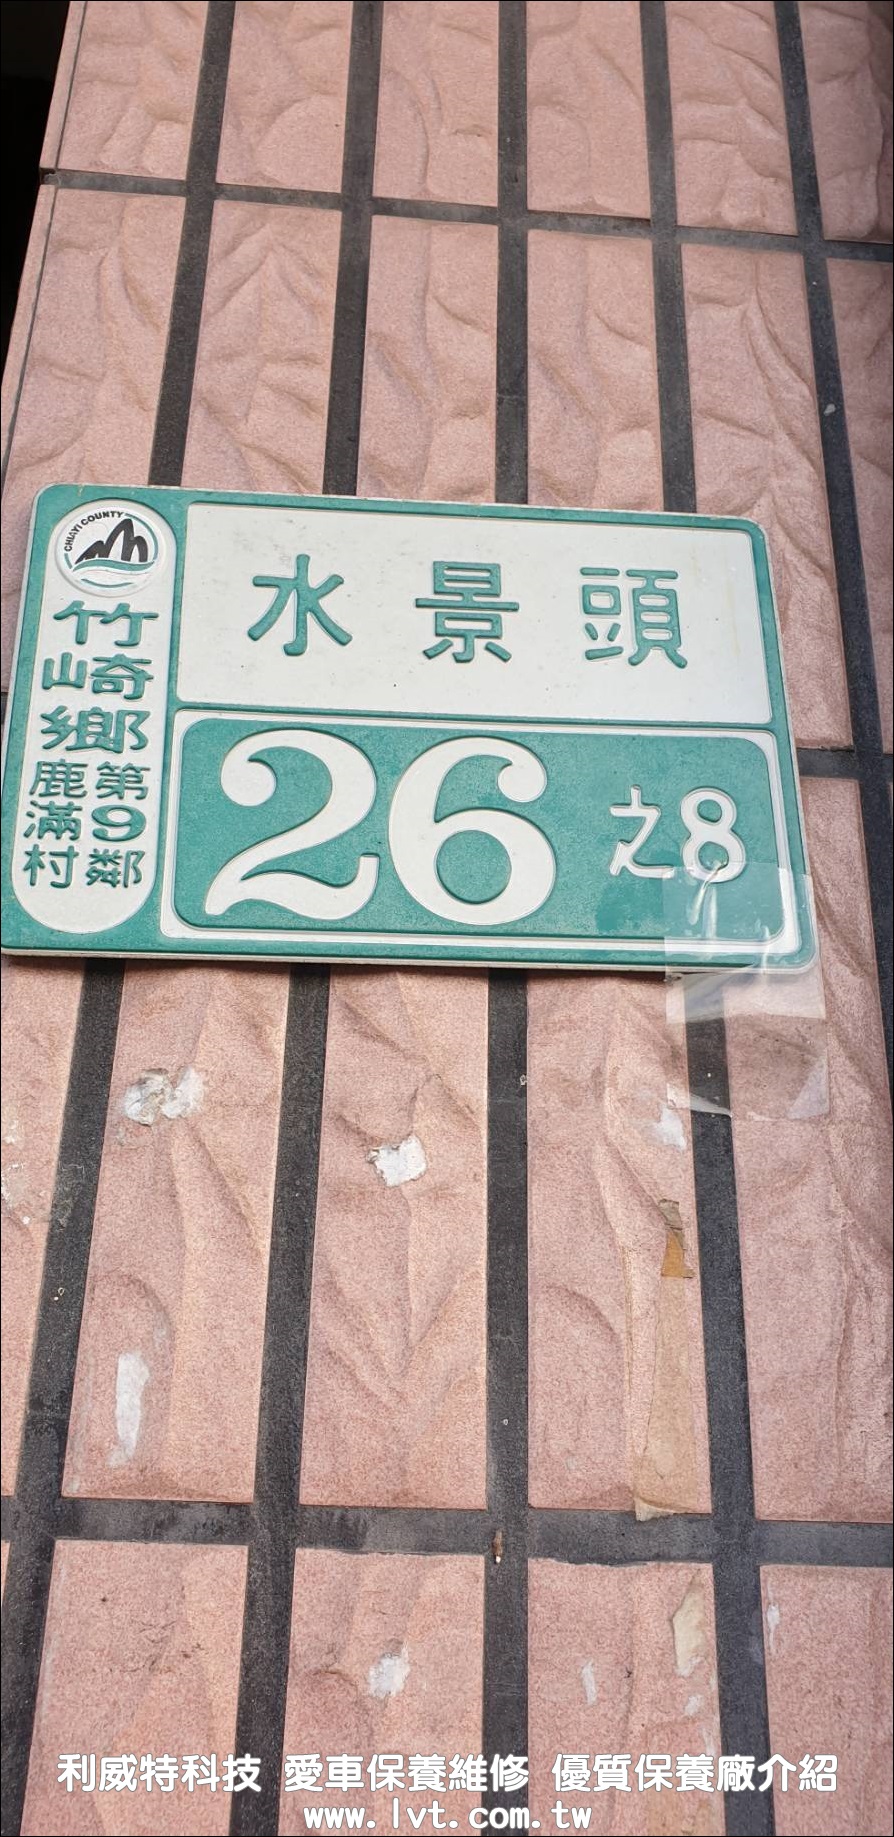 CHIAYI COUNTY
竹崎鄉
鹿滿村
第9鄰
水景頭
26之8
利威特科技 愛車保養維修 優質保養廠介紹
www.lvt.com.tw